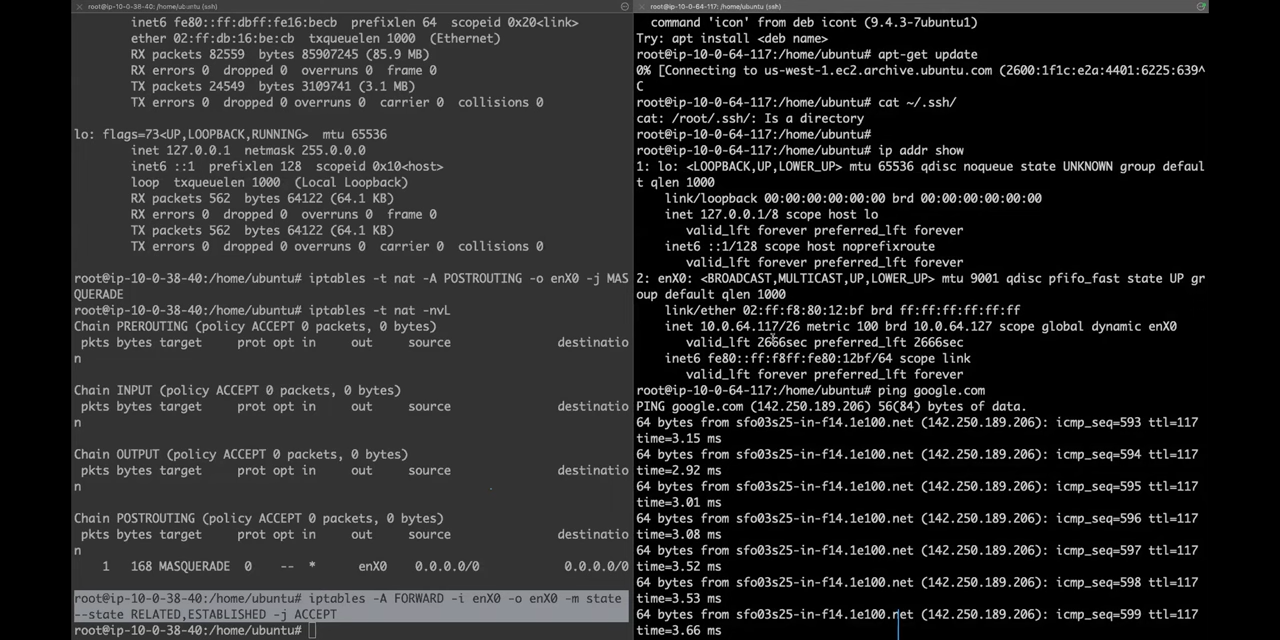 root@ip-10-0-38-40: /home/ubuntu (ssh)
inet6 fe80::ff:dbff:fe16:becb  prefixlen 64  scopeid 0x20<link>
ether 02:ff:db:16:be:cb  txqueuelen 1000  (Ethernet)
RX packets 82559  bytes 85907245 (85.9 MB)
RX errors 0  dropped 0  overruns 0  frame 0
TX packets 24549  bytes 3109741 (3.1 MB)
TX errors 0  dropped 0 overruns 0  carrier 0  collisions 0
lo: flags=73<UP,LOOPBACK,RUNNING>  mtu 65536
inet 127.0.0.1  netmask 255.0.0.0
inet6 ::1  prefixlen 128  scopeid 0x10<host>
loop  txqueuelen 1000  (Local Loopback)
RX packets 562  bytes 64122 (64.1 KB)
RX errors 0  dropped 0  overruns 0  frame 0
TX packets 562  bytes 64122 (64.1 KB)
TX errors 0  dropped 0 overruns 0  carrier 0  collisions 0
root@ip-10-0-38-40:/home/ubuntu# iptables -t nat -A POSTROUTING -o enX0 -j MAS
QUERADE
root@ip-10-0-38-40:/home/ubuntu# iptables -t nat -nvL
Chain PREROUTING (policy ACCEPT 0 packets, 0 bytes)
pkts bytes target     prot opt in     out     source               destinatio
n
Chain INPUT (policy ACCEPT 0 packets, 0 bytes)
pkts bytes target     prot opt in     out     source               destinatio
n
Chain OUTPUT (policy ACCEPT 0 packets, 0 bytes)
pkts bytes target     prot opt in     out     source               destinatio
n
Chain POSTROUTING (policy ACCEPT 0 packets, 0 bytes)
pkts bytes target     prot opt in     out     source               destinatio
n
1   168 MASQUERADE  0    --  *      enX0    0.0.0.0/0            0.0.0.0/0
root@ip-10-0-38-40:/home/ubuntu# iptables -A FORWARD -i enX0 -o enX0 -m state
--state RELATED,ESTABLISHED -j ACCEPT
root@ip-10-0-38-40:/home/ubuntu#
root@ip-10-0-64-117: /home/ubuntu (ssh)
command 'icon' from deb icont (9.4.3-7ubuntu1)
Try: apt install <deb name>
root@ip-10-0-64-117:/home/ubuntu# apt-get update
0% [Connecting to us-west-1.ec2.archive.ubuntu.com (2600:1f1c:e2a:4401:6225:639^
C
root@ip-10-0-64-117:/home/ubuntu# cat ~/.ssh/
cat: /root/.ssh/: Is a directory
root@ip-10-0-64-117:/home/ubuntu#
root@ip-10-0-64-117:/home/ubuntu# ip addr show
1: lo: <LOOPBACK,UP,LOWER_UP> mtu 65536 qdisc noqueue state UNKNOWN group defaul
t qlen 1000
link/loopback 00:00:00:00:00:00 brd 00:00:00:00:00:00
inet 127.0.0.1/8 scope host lo
valid_lft forever preferred_lft forever
inet6 ::1/128 scope host noprefixroute
valid_lft forever preferred_lft forever
2: enX0: <BROADCAST,MULTICAST,UP,LOWER_UP> mtu 9001 qdisc pfifo_fast state UP gr
oup default qlen 1000
link/ether 02:ff:f8:80:12:bf brd ff:ff:ff:ff:ff:ff
inet 10.0.64.117/26 metric 100 brd 10.0.64.127 scope global dynamic enX0
valid_lft 2666sec preferred_lft 2666sec
inet6 fe80::ff:f8ff:fe80:12bf/64 scope link
valid_lft forever preferred_lft forever
root@ip-10-0-64-117:/home/ubuntu# ping google.com
PING google.com (142.250.189.206) 56(84) bytes of data.
64 bytes from sfo03s25-in-f14.1e100.net (142.250.189.206): icmp_seq=593 ttl=117
time=3.15 ms
64 bytes from sfo03s25-in-f14.1e100.net (142.250.189.206): icmp_seq=594 ttl=117
time=2.92 ms
64 bytes from sfo03s25-in-f14.1e100.net (142.250.189.206): icmp_seq=595 ttl=117
time=3.01 ms
64 bytes from sfo03s25-in-f14.1e100.net (142.250.189.206): icmp_seq=596 ttl=117
time=3.08 ms
64 bytes from sfo03s25-in-f14.1e100.net (142.250.189.206): icmp_seq=597 ttl=117
time=3.52 ms
64 bytes from sfo03s25-in-f14.1e100.net (142.250.189.206): icmp_seq=598 ttl=117
time=3.53 ms
64 bytes from sfo03s25-in-f14.1e100.net (142.250.189.206): icmp_seq=599 ttl=117
time=3.66 ms